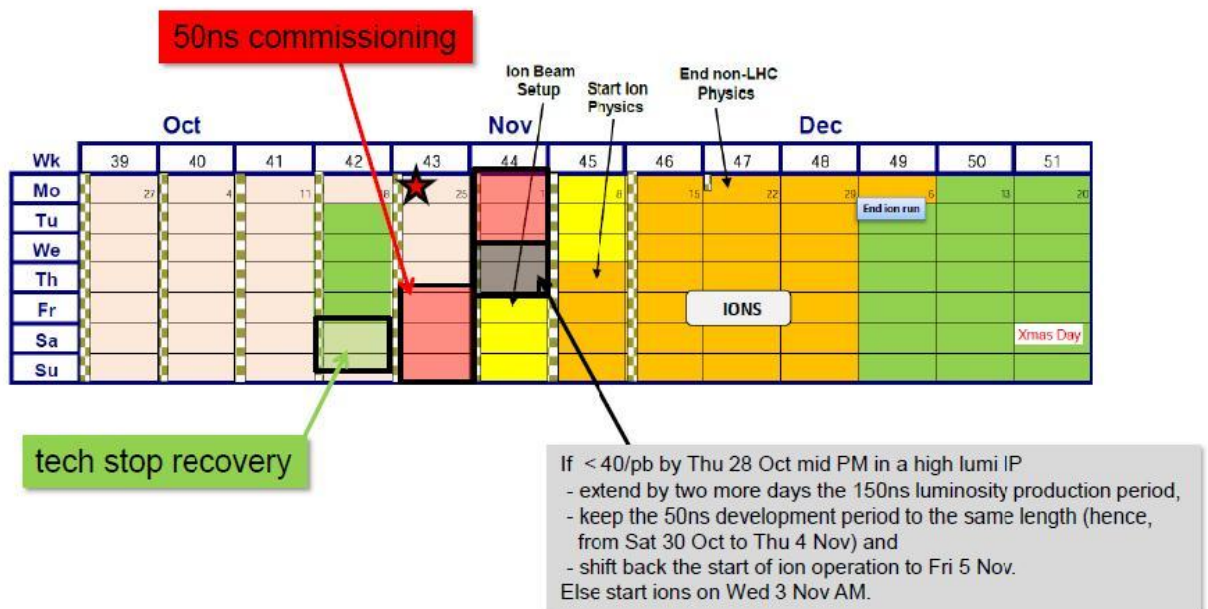 50ns commissioning
Ion Beam
Setup
Start Ion
Physics
End non-LHC
Physics
Oct Nov Dec
Wk 39 40 41 42 43 44 45 46 47 48 49 50 51
Mo 27 4 11 18 25 1 8 15 22 29 6 13 20
Tu End ion run
We
Th
Fr IONS
Sa Xmas Day
Su
tech stop recovery
If < 40/pb by Thu 28 Oct mid PM in a high lumi IP
- extend by two more days the 150ns luminosity production period,
- keep the 50ns development period to the same length (hence,
from Sat 30 Oct to Thu 4 Nov) and
- shift back the start of ion operation to Fri 5 Nov.
Else start ions on Wed 3 Nov AM.